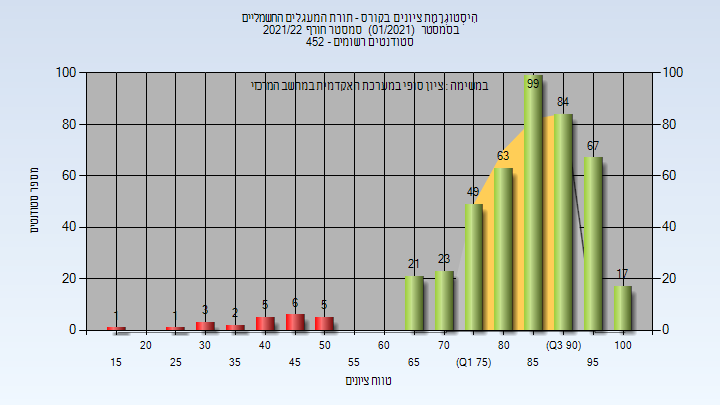 היסטוגרמת ציונים בקורס - תורת המעגלים החשמליים
בסמסטר (01/2021) סמסטר חורף 2021/22
סטודנטים רשומים - 452
במשימה : ציון סופי במערכת האקדמית במחשב המרכזי
מספר סטודנטים
100 100
80 80
60 60
40 40
20 20
0 0
1 1 3 2 5 6 5 21 23 49 63 99 84 67 17
20 30 40 50 60 70 80 (Q3 90) 100
15 25 35 45 55 65 (Q1 75) 85 95
טווח ציונים